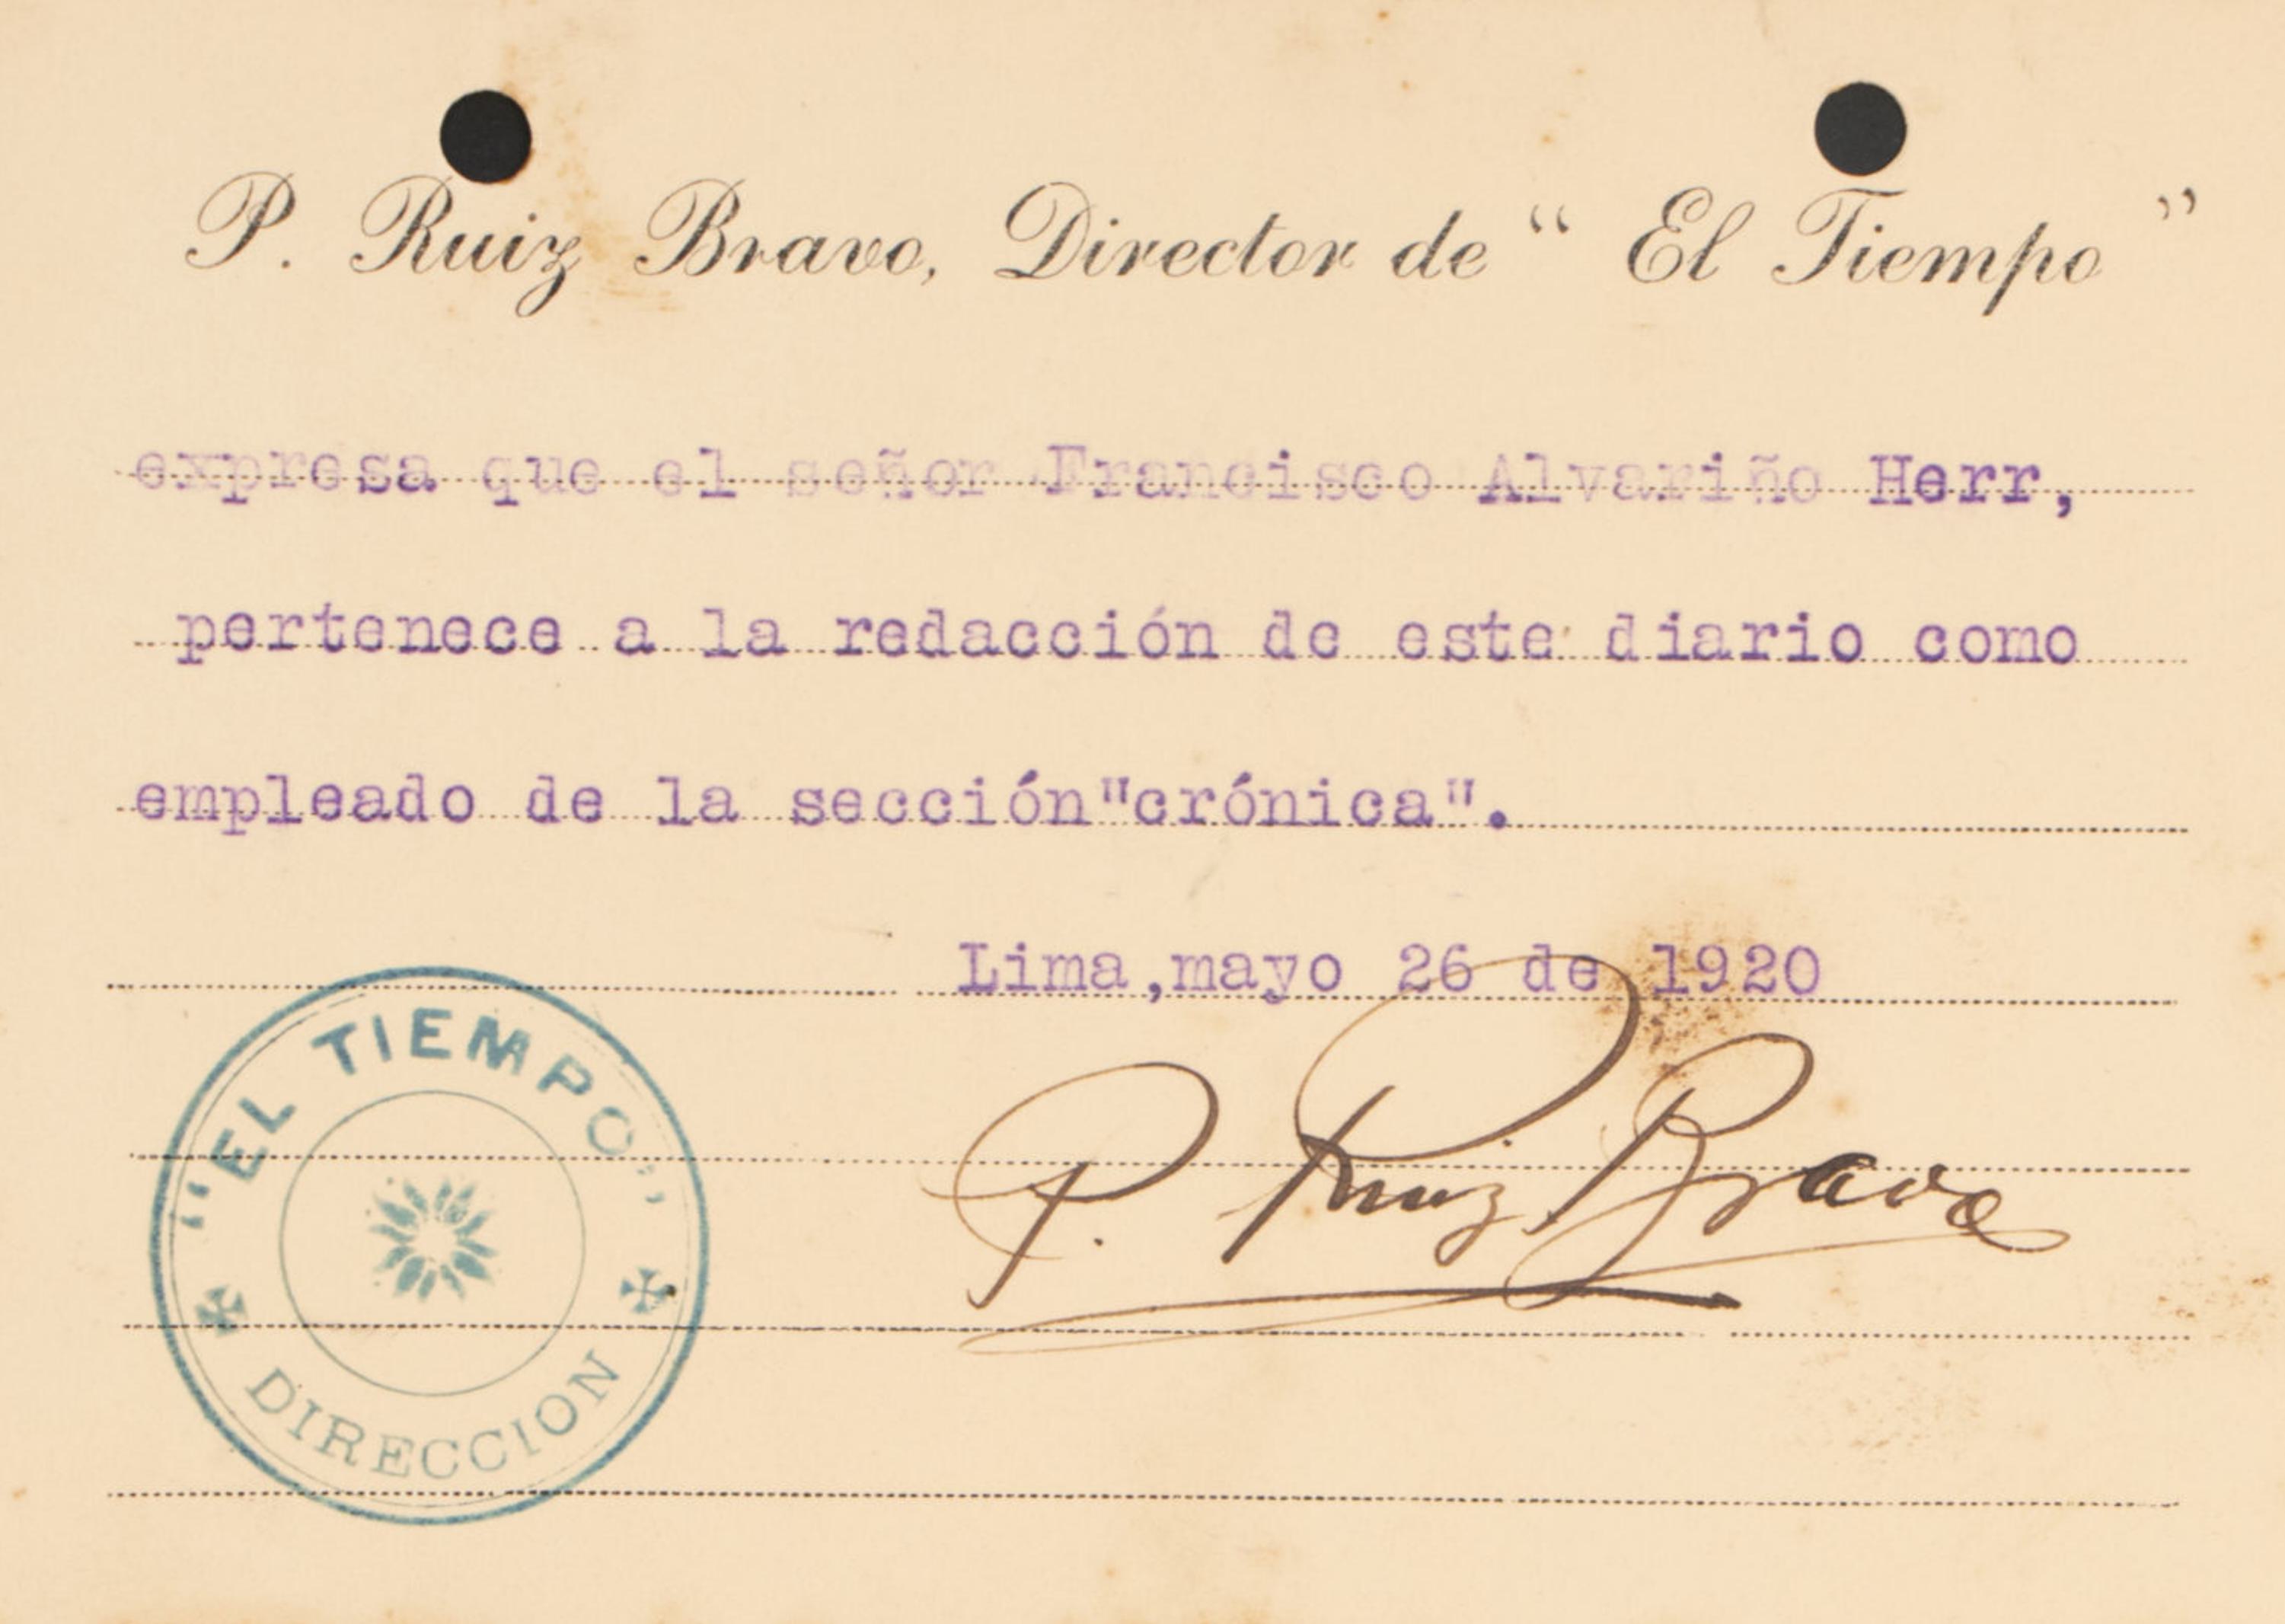 P. Ruiz Bravo, Director de “ El Tiempo ”
expresa que el señor Francisco Alvariño Herr,
pertenece a la redacción de este diario como
empleado de la sección"crónica".
Lima,mayo 26 de 1920
"EL TIEMPO"
DIRECCION
P. Ruiz Bravo